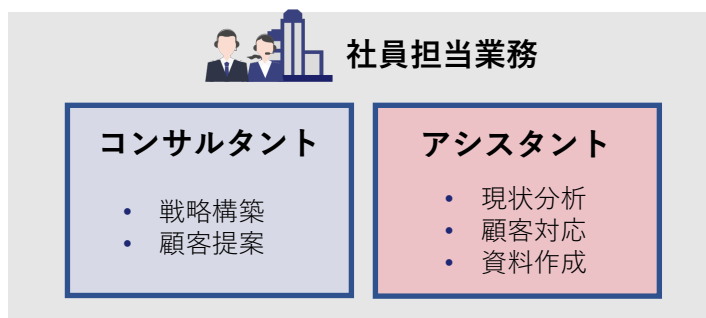 社員担当業務
コンサルタント
• 戦略構築
• 顧客提案
アシスタント
• 現状分析
• 顧客対応
• 資料作成